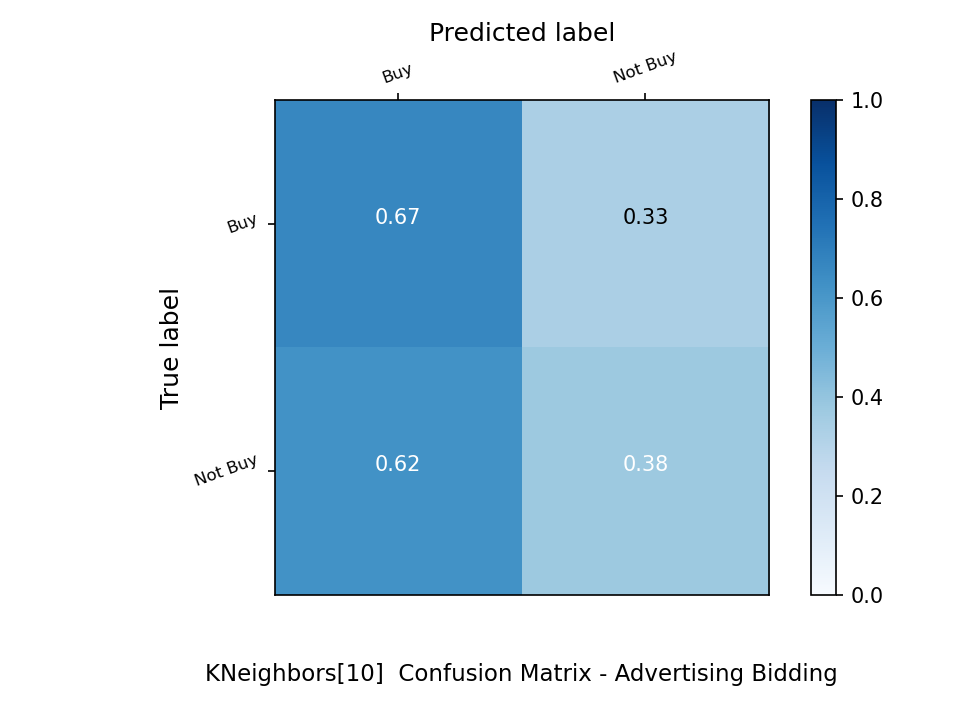 Predicted label
Buy
Not Buy
1.0
0.8
0.6
0.4
0.2
0.0
True label
Buy
0.67
0.33
Not Buy
0.62
0.38
KNeighbors[10]  Confusion Matrix - Advertising Bidding